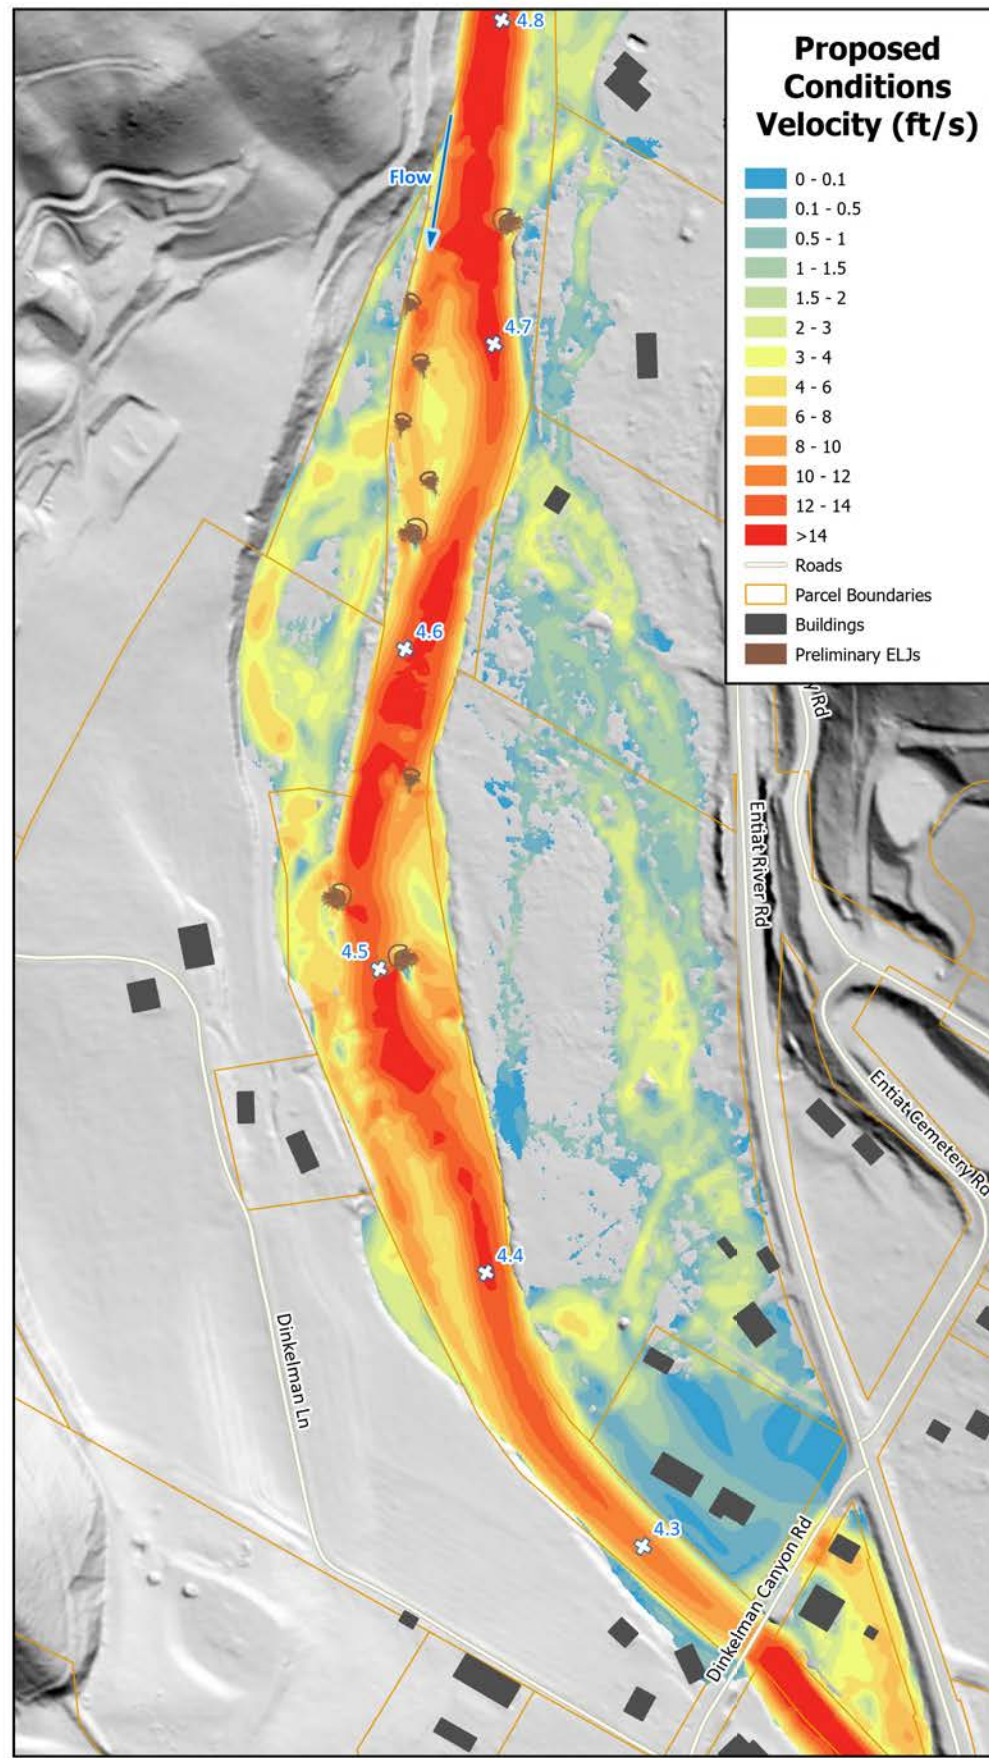 4.8
Proposed
Conditions
Velocity (ft/s)
Flow
0 - 0.1
0.1 - 0.5
0.5 - 1
1 - 1.5
1.5 - 2
2 - 3
3 - 4
4 - 6
6 - 8
8 - 10
10 - 12
12 - 14
>14
Roads
Parcel Boundaries
Buildings
Preliminary ELJs
4.7
4.6
y Rd
Entiat River Rd
4.5
Entiat Cemetery Rd
4.4
Dinkelman Ln
4.3
Dinkelman Canyon Rd